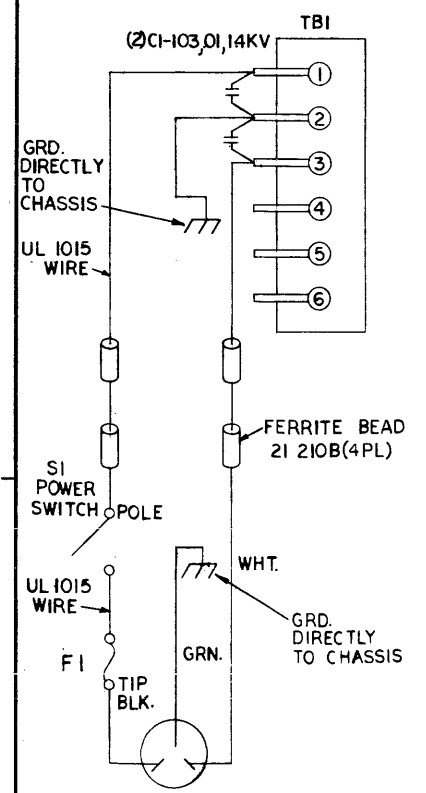 TB1
(2)C1-103,01,14KV
1
2
3
4
5
6
GRD.
DIRECTLY
TO
CHASSIS
UL 1015
WIRE
FERRITE BEAD
21 210B(4PL)
S1
POWER
SWITCH
POLE
UL 1015
WIRE
WHT.
GRD.
DIRECTLY
TO CHASSIS
GRN.
F1
TIP
BLK.